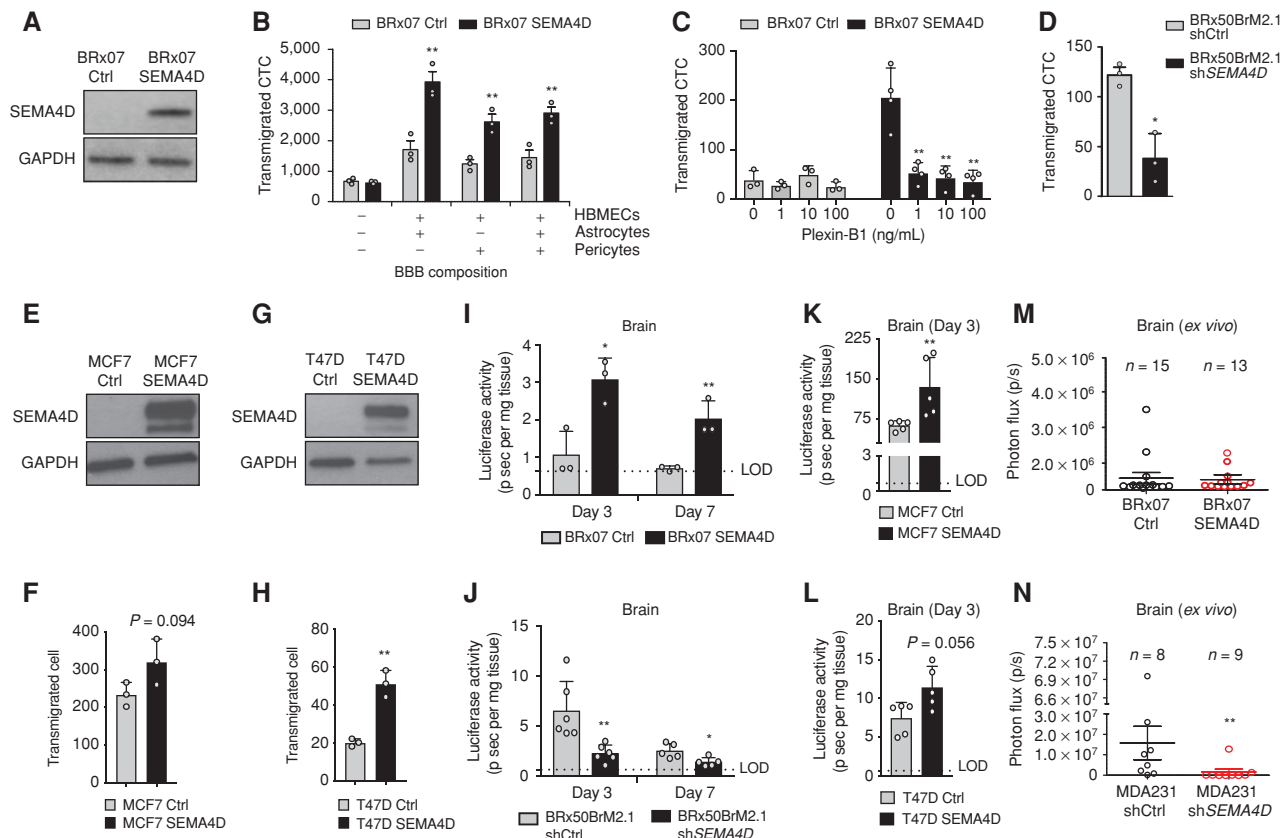 A
BRx07 Ctrl
BRx07 SEMA4D
SEMA4D
GAPDH
B
BRx07 Ctrl
BRx07 SEMA4D
Transmigrated CTC
5,000
4,000
3,000
2,000
1,000
0
**
**
**
– + + + HBMECs
– + – + Astrocytes
– – + + Pericytes
BBB composition
C
BRx07 Ctrl
BRx07 SEMA4D
Transmigrated CTC
300
200
100
0
**
**
**
0 1 10 100 0 1 10 100
Plexin-B1 (ng/mL)
D
BRx50BrM2.1
shCtrl
BRx50BrM2.1
shSEMA4D
Transmigrated CTC
150
100
50
0
*
E
MCF7 Ctrl
MCF7 SEMA4D
SEMA4D
GAPDH
G
T47D Ctrl
T47D SEMA4D
SEMA4D
GAPDH
I
Brain
Luciferase activity
(p sec per mg tissue)
4
3
2
1
0
*
**
LOD
Day 3
Day 7
BRx07 Ctrl
BRx07 SEMA4D
K
Brain (Day 3)
Luciferase activity
(p sec per mg tissue)
225
150
75
3
0
**
LOD
MCF7 Ctrl
MCF7 SEMA4D
M
Brain (ex vivo)
Photon flux (p/s)
5.0 × 10⁶
4.0 × 10⁶
3.0 × 10⁶
2.0 × 10⁶
1.0 × 10⁶
0
n = 15
n = 13
BRx07 Ctrl
BRx07 SEMA4D
F
Transmigrated cell
400
300
200
100
0
P = 0.094
MCF7 Ctrl
MCF7 SEMA4D
H
Transmigrated cell
80
60
40
20
0
**
T47D Ctrl
T47D SEMA4D
J
Brain
Luciferase activity
(p sec per mg tissue)
15
10
5
0
**
*
LOD
Day 3
Day 7
BRx50BrM2.1
shCtrl
BRx50BrM2.1
shSEMA4D
L
Brain (Day 3)
Luciferase activity
(p sec per mg tissue)
20
15
10
5
0
P = 0.056
LOD
T47D Ctrl
T47D SEMA4D
N
Brain (ex vivo)
Photon flux (p/s)
7.5 × 10⁷
7.2 × 10⁷
6.9 × 10⁷
6.0 × 10⁷
3.0 × 10⁷
2.0 × 10⁷
1.0 × 10⁷
0
n = 8
n = 9
**
MDA231
shCtrl
MDA231
shSEMA4D